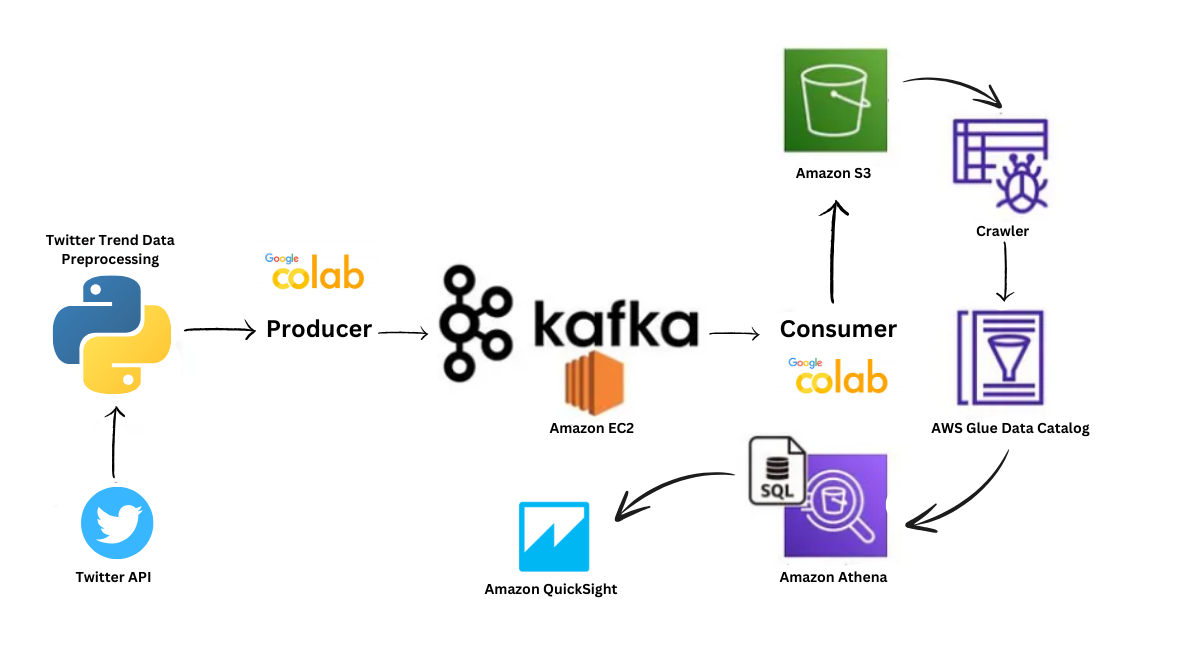 Amazon S3
Crawler
Twitter Trend Data
Preprocessing
Google
colab
Producer
kafka
Amazon EC2
Consumer
Google
colab
AWS Glue Data Catalog
SQL
Amazon Athena
Amazon QuickSight
Twitter API